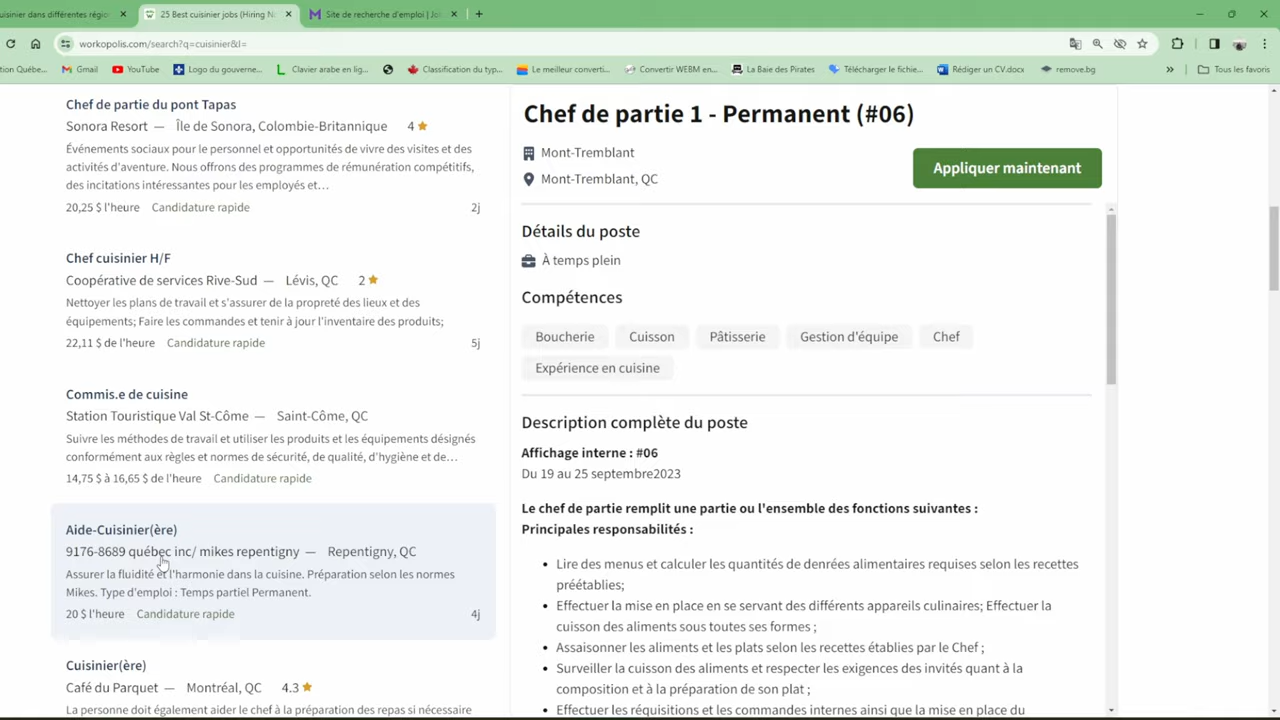 uisinier dans différentes régio
25 Best cuisinier jobs (Hiring N
Site de recherche d'emploi | Jo
workopolis.com/search?q=cuisinier&l=
tion Québe...
Gmail
YouTube
Logo du gouverne...
Clavier arabe en lig...
Classification du typ...
Le meilleur converti...
Convertir WEBM en...
La Baie des Pirates
Télécharger le fichie...
Rédiger un CV.docx
remove.bg
Tous les favoris
Chef de partie du pont Tapas
Sonora Resort — Île de Sonora, Colombie-Britannique 4
Événements sociaux pour le personnel et opportunités de vivre des visites et des
activités d'aventure. Nous offrons des programmes de rémunération compétitifs,
des incitations intéressantes pour les employés et…
20,25 $ l'heure Candidature rapide 2j
Chef cuisinier H/F
Coopérative de services Rive-Sud — Lévis, QC 2
Nettoyer les plans de travail et s'assurer de la propreté des lieux et des
équipements; Faire les commandes et tenir à jour l'inventaire des produits;
22,11 $ de l'heure Candidature rapide 5j
Commis.e de cuisine
Station Touristique Val St-Côme — Saint-Côme, QC
Suivre les méthodes de travail et utiliser les produits et les équipements désignés
conformément aux règles et normes de sécurité, de qualité, d'hygiène et de…
14,75 $ à 16,65 $ de l'heure Candidature rapide
Aide-Cuisinier(ère)
9176-8689 québec inc/ mikes repentigny — Repentigny, QC
Assurer la fluidité et l'harmonie dans la cuisine. Préparation selon les normes
Mikes. Type d'emploi : Temps partiel Permanent.
20 $ l'heure Candidature rapide 4j
Cuisinier(ère)
Café du Parquet — Montréal, QC 4.3
La personne doit également aider le chef à la préparation des repas si nécessaire
Chef de partie 1 - Permanent (#06)
Mont-Tremblant
Mont-Tremblant, QC
Appliquer maintenant
Détails du poste
À temps plein
Compétences
Boucherie Cuisson Pâtisserie Gestion d'équipe Chef
Expérience en cuisine
Description complète du poste
Affichage interne : #06
Du 19 au 25 septembre2023
Le chef de partie remplit une partie ou l'ensemble des fonctions suivantes :
Principales responsabilités :
• Lire des menus et calculer les quantités de denrées alimentaires requises selon les recettes
préétablies;
• Effectuer la mise en place en se servant des différents appareils culinaires; Effectuer la
cuisson des aliments sous toutes ses formes ;
• Assaisonner les aliments et les plats selon les recettes établies par le Chef ;
• Surveiller la cuisson des aliments et respecter les exigences des invités quant à la
composition et à la préparation de son plat ;
• Effectuer les réquisitions et les commandes internes ainsi que la mise en place du